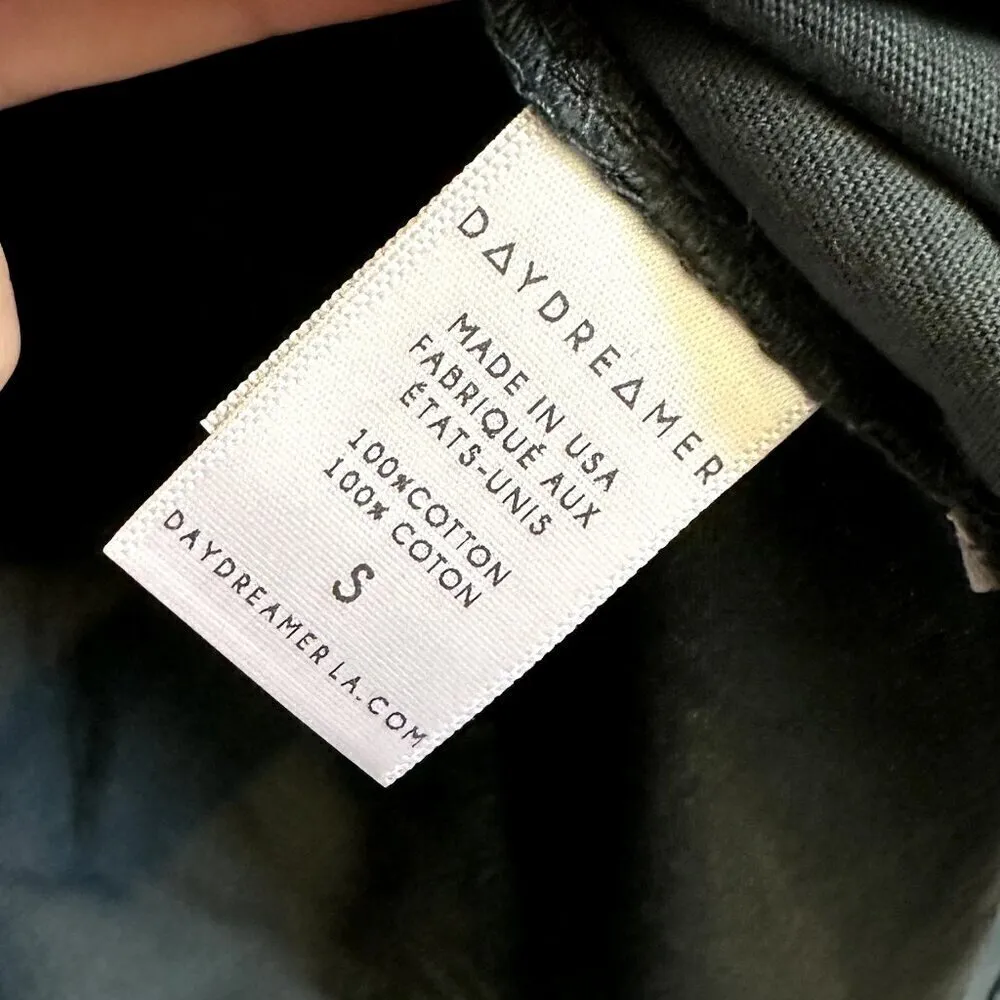 DAYDREAMER
MADE IN USA
FABRIQUÉ AUX
ÉTATS-UNIS
100%COTTON
100% COTON
S
DAYDREAMERLA.COM